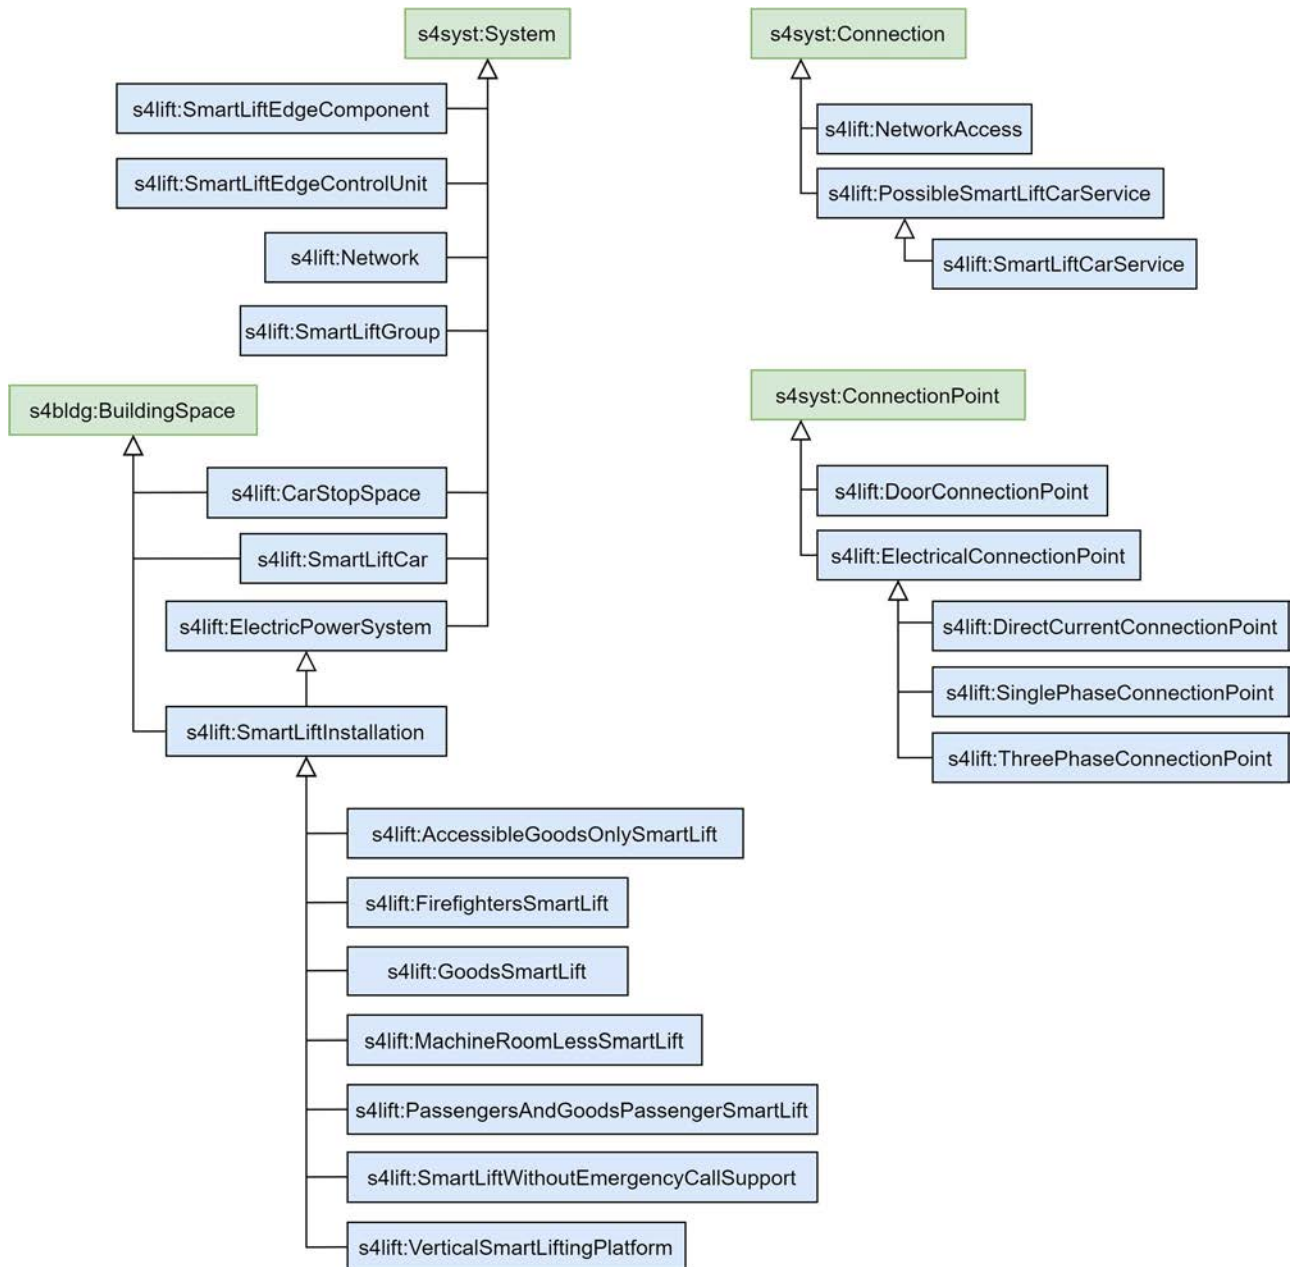 s4syst:System
s4lift:SmartLiftEdgeComponent
s4lift:SmartLiftEdgeControlUnit
s4lift:Network
s4lift:SmartLiftGroup
s4bldg:BuildingSpace
s4lift:CarStopSpace
s4lift:SmartLiftCar
s4lift:ElectricPowerSystem
s4lift:SmartLiftInstallation
s4lift:AccessibleGoodsOnlySmartLift
s4lift:FirefightersSmartLift
s4lift:GoodsSmartLift
s4lift:MachineRoomLessSmartLift
s4lift:PassengersAndGoodsPassengerSmartLift
s4lift:SmartLiftWithoutEmergencyCallSupport
s4lift:VerticalSmartLiftingPlatform
s4syst:Connection
s4lift:NetworkAccess
s4lift:PossibleSmartLiftCarService
s4lift:SmartLiftCarService
s4syst:ConnectionPoint
s4lift:DoorConnectionPoint
s4lift:ElectricalConnectionPoint
s4lift:DirectCurrentConnectionPoint
s4lift:SinglePhaseConnectionPoint
s4lift:ThreePhaseConnectionPoint